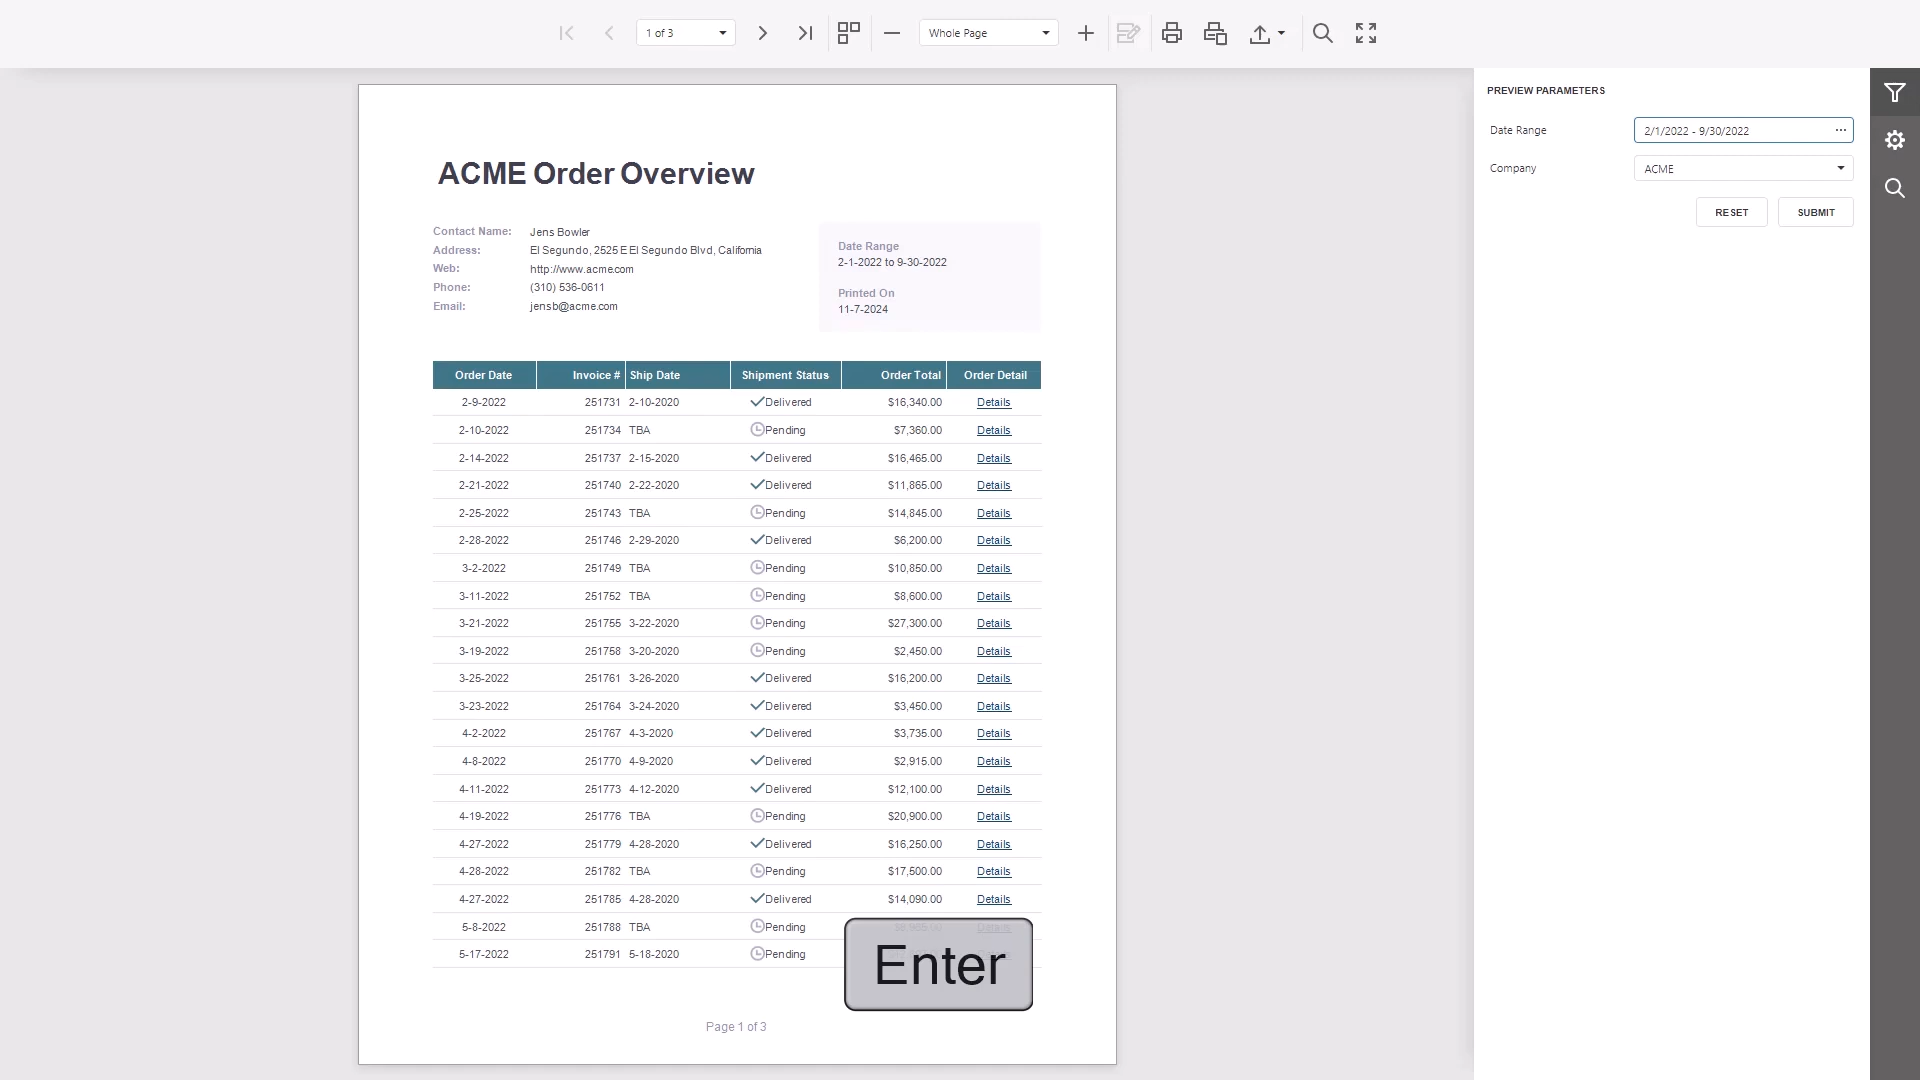 1 of 3
Whole Page
PREVIEW PARAMETERS
Date Range 2/1/2022 - 9/30/2022 ...
Company ACME
RESET SUBMIT
ACME Order Overview
Contact Name: Jens Bowler
Address: El Segundo, 2525 E El Segundo Blvd, California
Web: http://www.acme.com
Phone: (310) 536-0611
Email: jensb@acme.com
Date Range
2-1-2022 to 9-30-2022
Printed On
11-7-2024
Order Date Invoice # Ship Date Shipment Status Order Total Order Detail
2-9-2022 251731 2-10-2020 Delivered $16,340.00 Details
2-10-2022 251734 TBA Pending $7,360.00 Details
2-14-2022 251737 2-15-2020 Delivered $16,465.00 Details
2-21-2022 251740 2-22-2020 Delivered $11,865.00 Details
2-25-2022 251743 TBA Pending $14,845.00 Details
2-28-2022 251746 2-29-2020 Delivered $6,200.00 Details
3-2-2022 251749 TBA Pending $10,850.00 Details
3-11-2022 251752 TBA Pending $8,600.00 Details
3-21-2022 251755 3-22-2020 Pending $27,300.00 Details
3-19-2022 251758 3-20-2020 Pending $2,450.00 Details
3-25-2022 251761 3-26-2020 Delivered $16,200.00 Details
3-23-2022 251764 3-24-2020 Delivered $3,450.00 Details
4-2-2022 251767 4-3-2020 Delivered $3,735.00 Details
4-8-2022 251770 4-9-2020 Delivered $2,915.00 Details
4-11-2022 251773 4-12-2020 Delivered $12,100.00 Details
4-19-2022 251776 TBA Pending $20,900.00 Details
4-27-2022 251779 4-28-2020 Delivered $16,250.00 Details
4-28-2022 251782 TBA Pending $17,500.00 Details
4-27-2022 251785 4-28-2020 Delivered $14,090.00 Details
5-8-2022 251788 TBA Pending Details
5-17-2022 251791 5-18-2020 Pending
Enter
Page 1 of 3